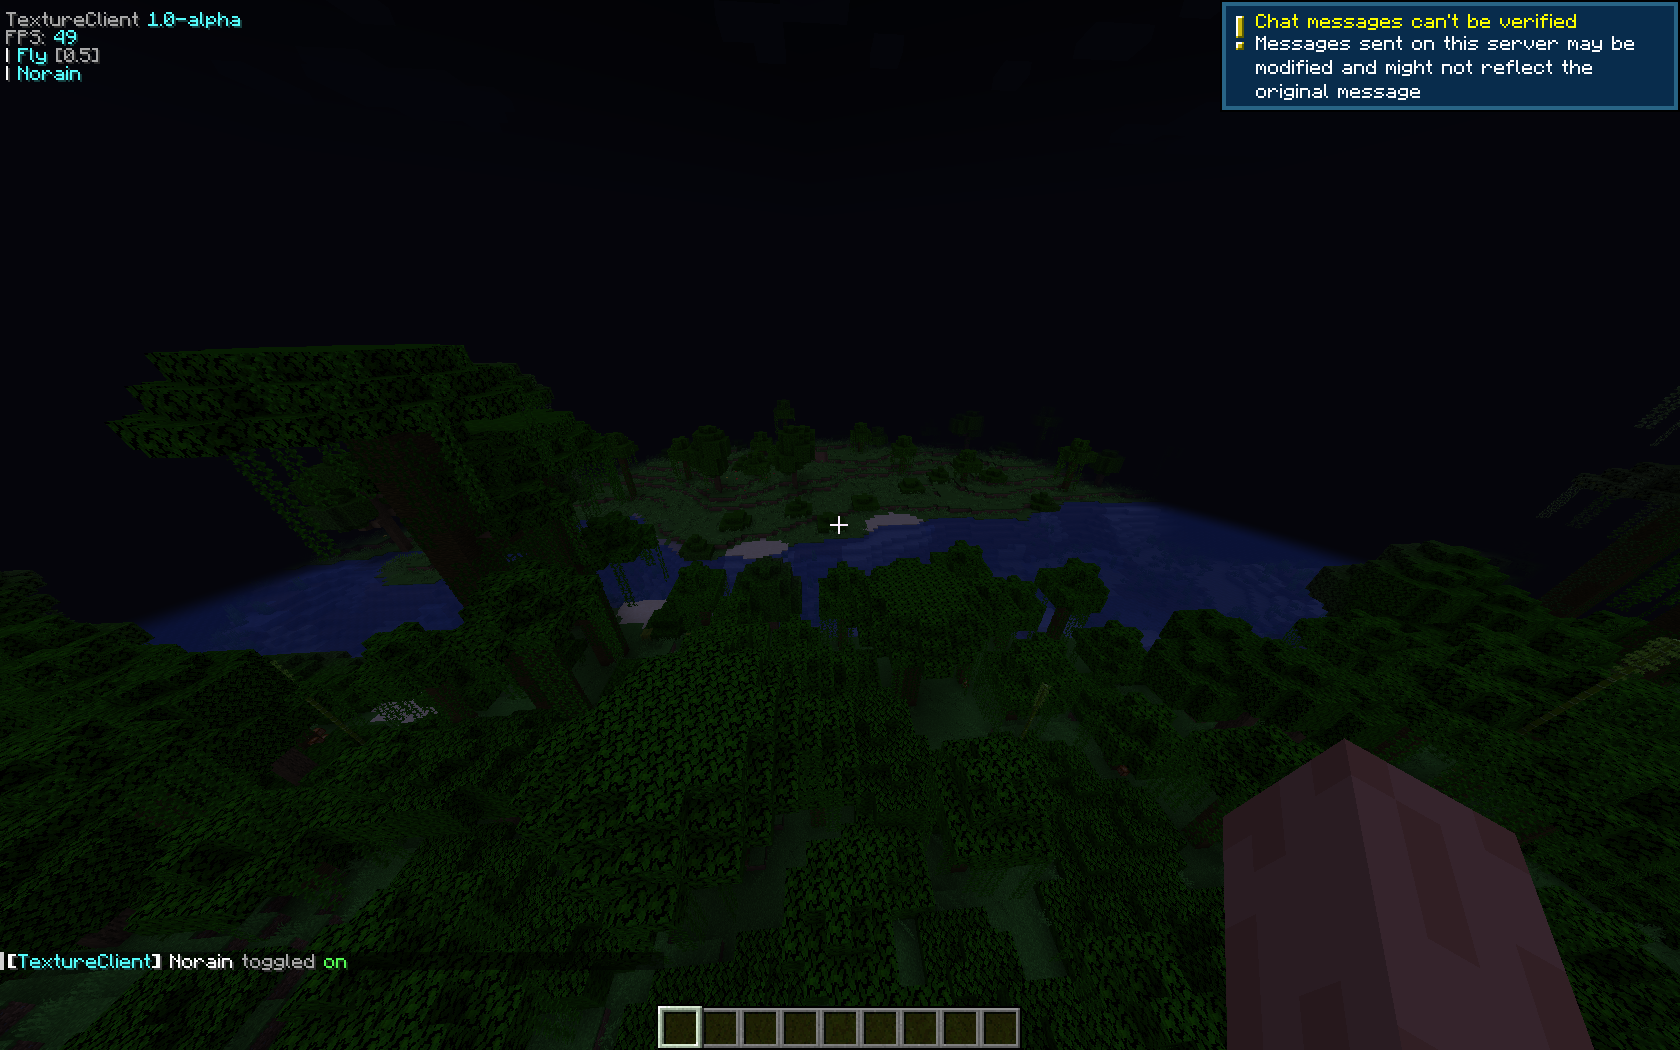 TextureClient 1.0-alpha
FPS: 49
Fly [0.5]
Norain
Chat messages can't be verified
Messages sent on this server may be
modified and might not reflect the
original message
[TextureClient] Norain toggled on